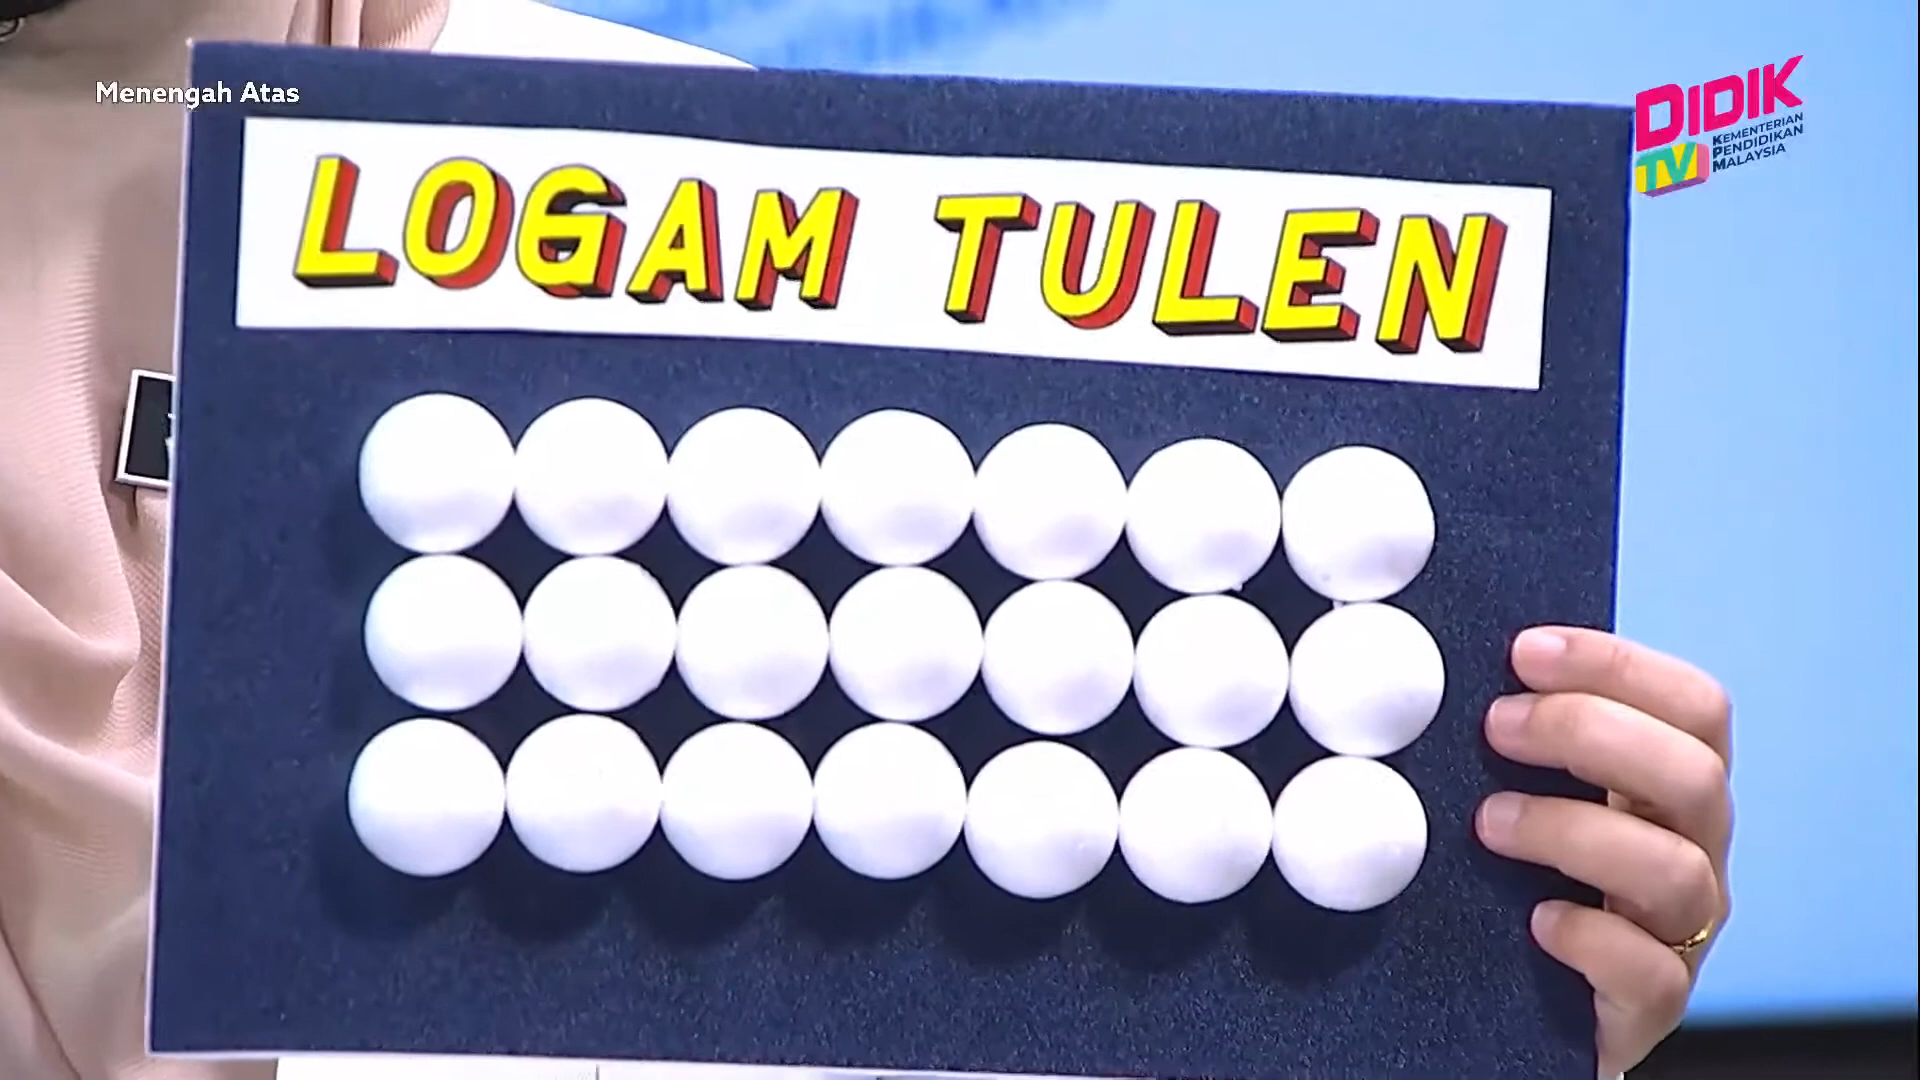 Menengah Atas
DIDIK
TV
KEMENTERIAN
PENDIDIKAN
MALAYSIA
LOGAM TULEN